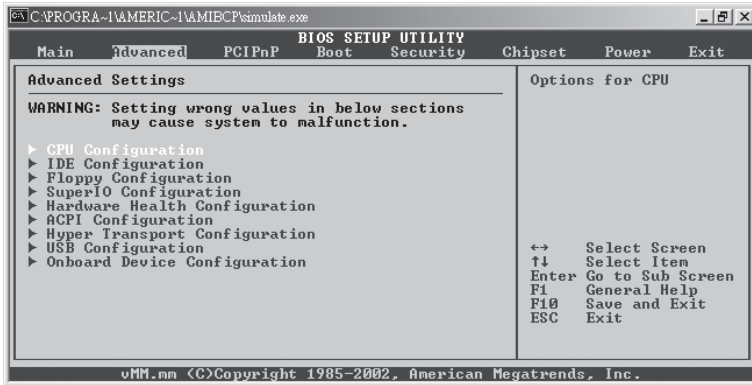 C:\PROGRA~1\AMERIC~1\AMIBCP\simulate.exe
BIOS SETUP UTILITY
Main Advanced PCIPnP Boot Security Chipset Power Exit
Advanced Settings
WARNING: Setting wrong values in below sections
may cause system to malfunction.
▶ CPU Configuration
▶ IDE Configuration
▶ Floppy Configuration
▶ SuperIO Configuration
▶ Hardware Health Configuration
▶ ACPI Configuration
▶ Hyper Transport Configuration
▶ USB Configuration
▶ Onboard Device Configuration
Options for CPU
↔ Select Screen
↑↓ Select Item
Enter Go to Sub Screen
F1 General Help
F10 Save and Exit
ESC Exit
vMM.mm (C)Copyright 1985-2002, American Megatrends, Inc.